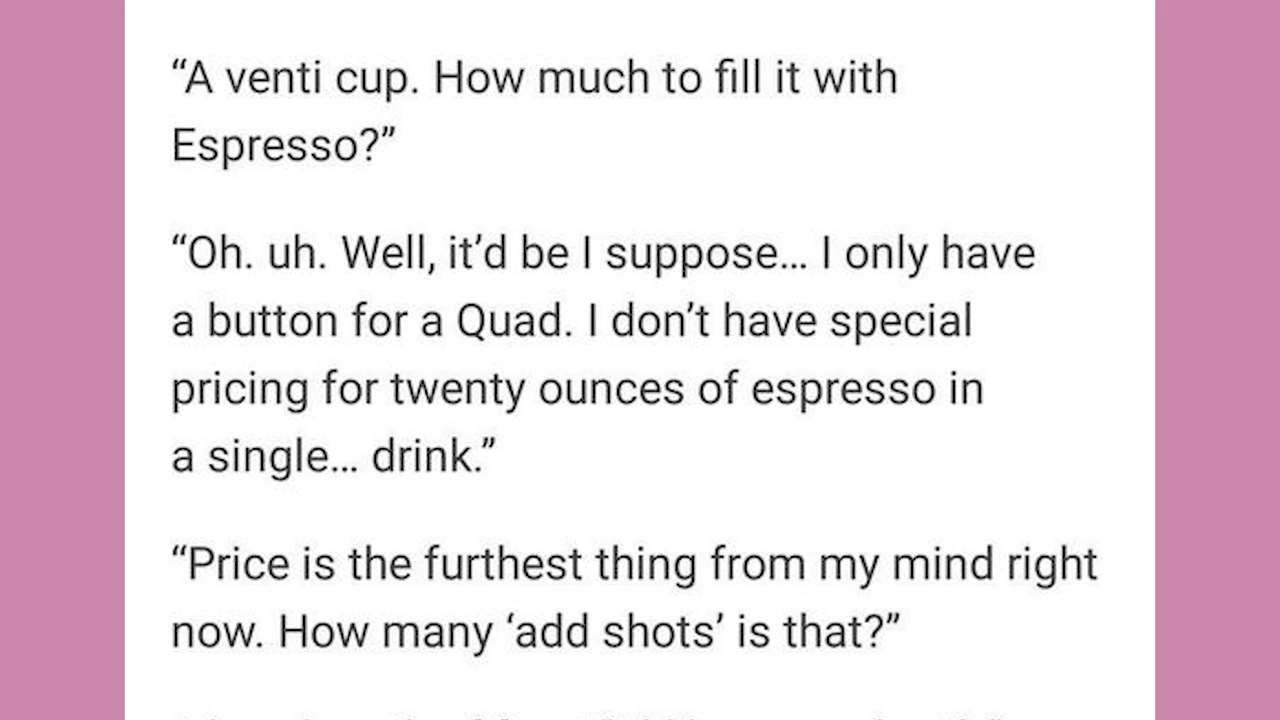 “A venti cup. How much to fill it with
Espresso?”
“Oh. uh. Well, it’d be I suppose… I only have
a button for a Quad. I don’t have special
pricing for twenty ounces of espresso in
a single… drink.”
“Price is the furthest thing from my mind right
now. How many ‘add shots’ is that?”